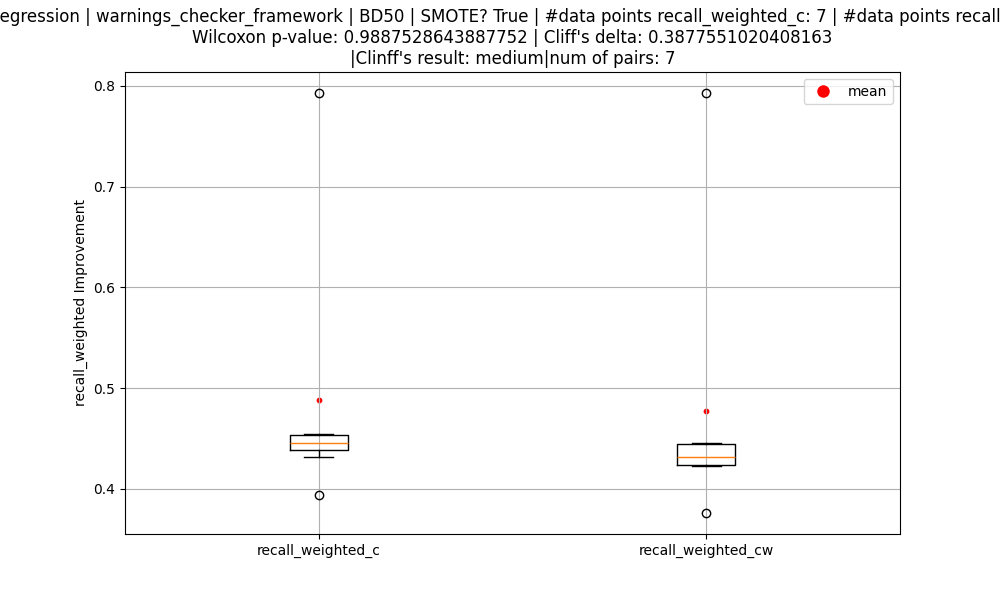 egression | warnings_checker_framework | BD50 | SMOTE? True | #data points recall_weighted_c: 7 | #data points recall
Wilcoxon p-value: 0.9887528643887752 | Cliff's delta: 0.3877551020408163
|Clinff's result: medium|num of pairs: 7
mean
0.8
0.7
0.6
0.5
0.4
recall_weighted Improvement
recall_weighted_c
recall_weighted_cw